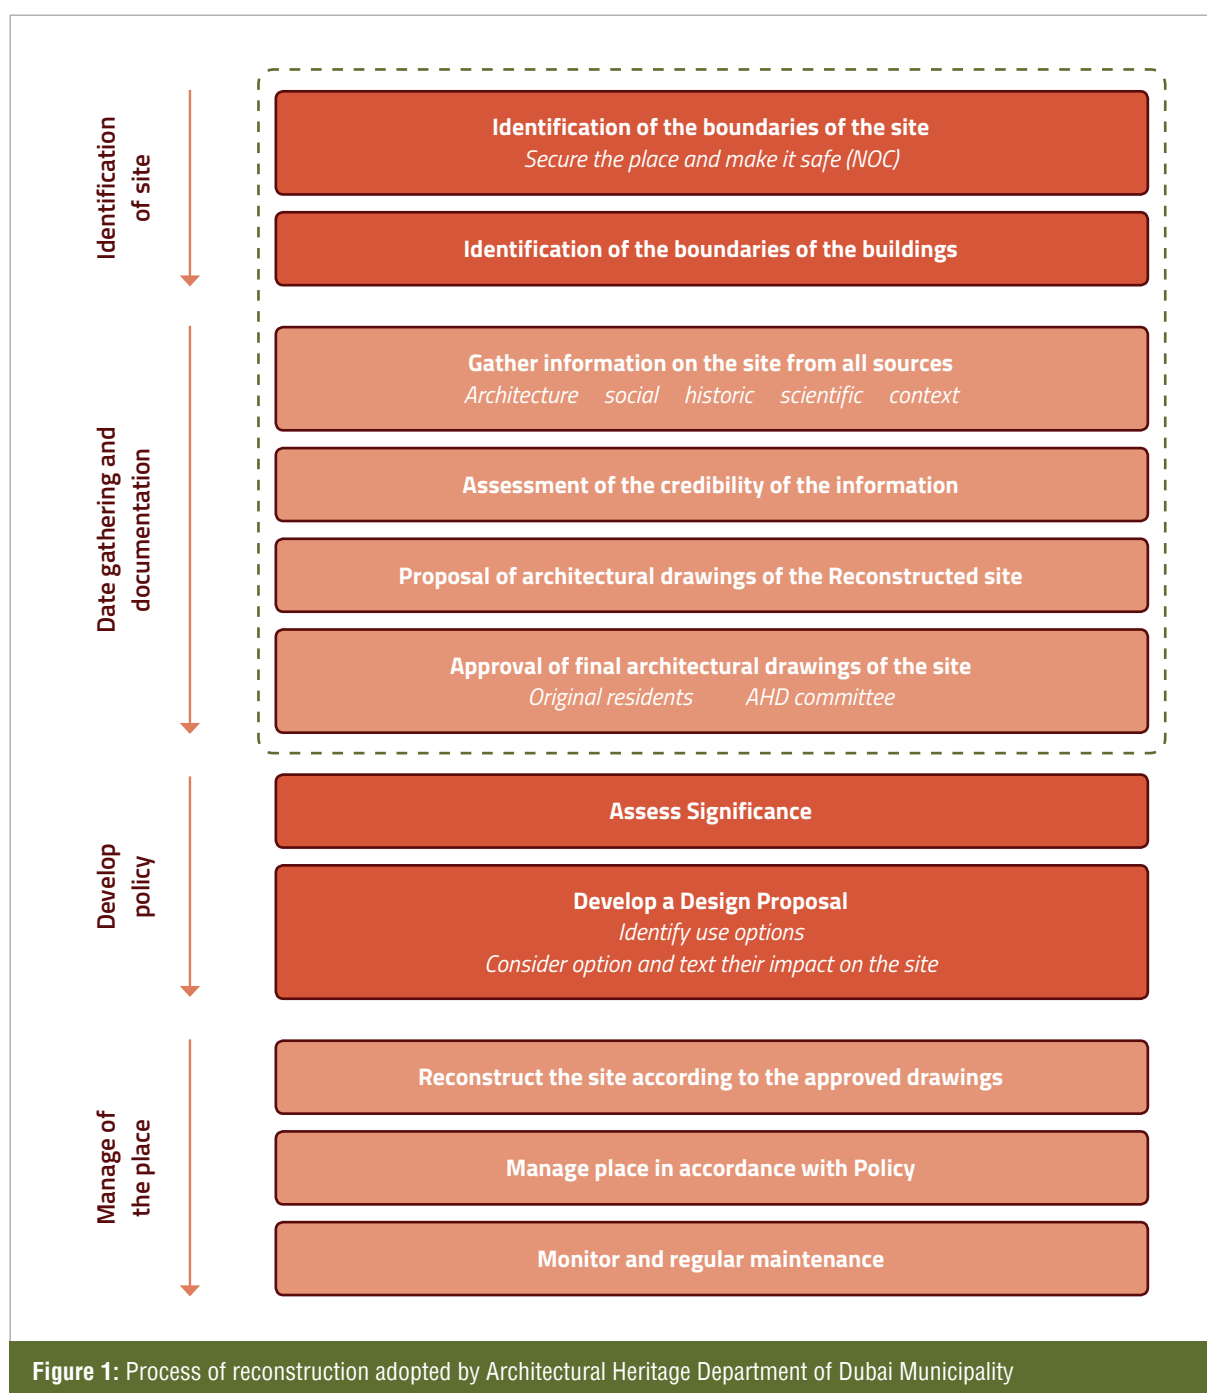 Identification
of site
Identification of the boundaries of the site
Secure the place and make it safe (NOC)
Identification of the boundaries of the buildings
Date gathering and
documentation
Gather information on the site from all sources
Architecture social historic scientific context
Assessment of the credibility of the information
Proposal of architectural drawings of the Reconstructed site
Approval of final architectural drawings of the site
Original residents AHD committee
Develop
policy
Assess Significance
Develop a Design Proposal
Identify use options
Consider option and text their impact on the site
Manage of
the place
Reconstruct the site according to the approved drawings
Manage place in accordance with Policy
Monitor and regular maintenance
Figure 1: Process of reconstruction adopted by Architectural Heritage Department of Dubai Municipality